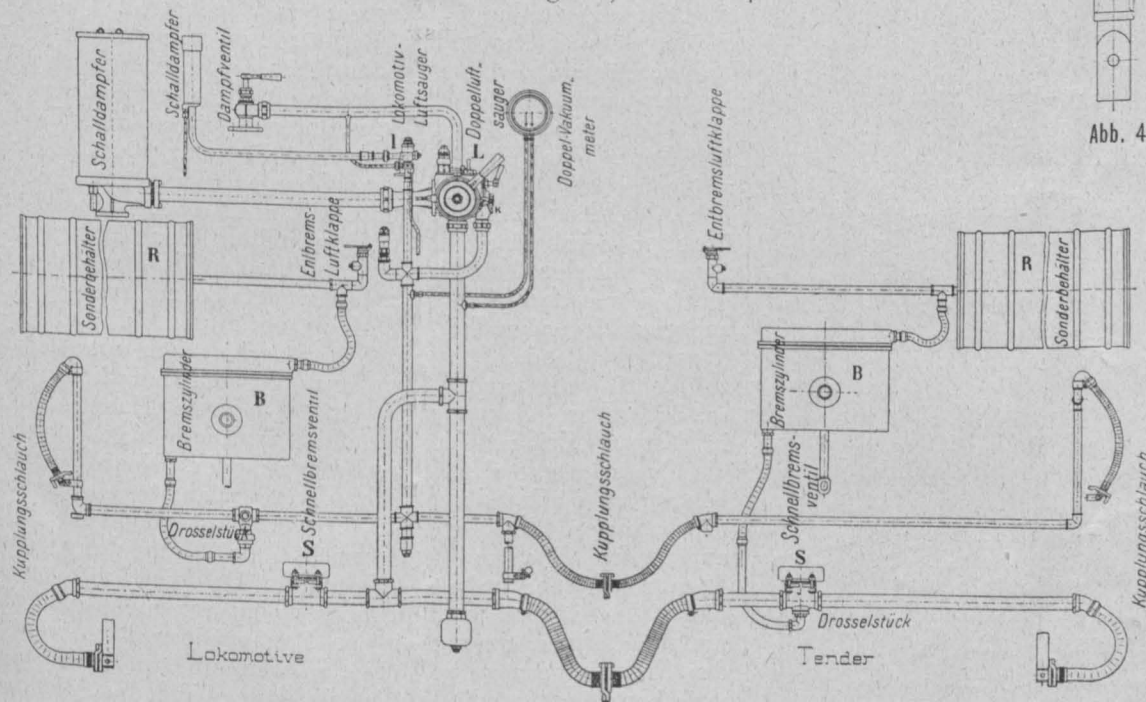 Schalldampfer
Schalldämpfer
Dampfventil
I
Lokomotiv-
Luftsauger
L
Doppelluft-
sauger
K
Doppel-Vakuum.
meter
Entbremsluftklappe
Abb. 4
Sonderbehälter
R
Entbrems-
Luftklappe
R
Sonderbehälter
Bremszylinder
B
Bremszylinder
B
Kupplungsschlauch
Drosselstück
S
Schnellbremsventil
Kupplungsschlauch
Schnellbrems-
ventil
S
Drosselstück
Kupplungsschlauch
Lokomotive
Tender